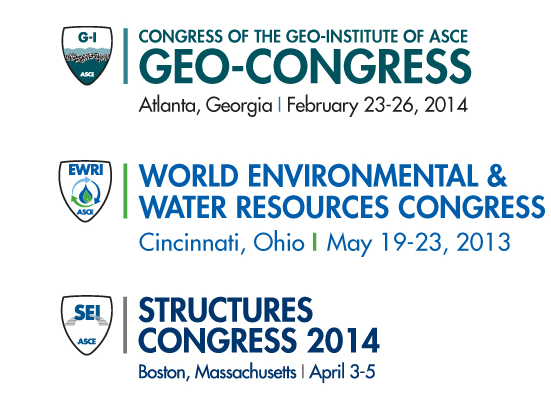 G-I
ASCE
CONGRESS OF THE GEO-INSTITUTE OF ASCE
GEO-CONGRESS
Atlanta, Georgia | February 23-26, 2014
EWRI
ASCE
WORLD ENVIRONMENTAL &
WATER RESOURCES CONGRESS
Cincinnati, Ohio | May 19-23, 2013
SEI
ASCE
STRUCTURES
CONGRESS 2014
Boston, Massachusetts | April 3-5